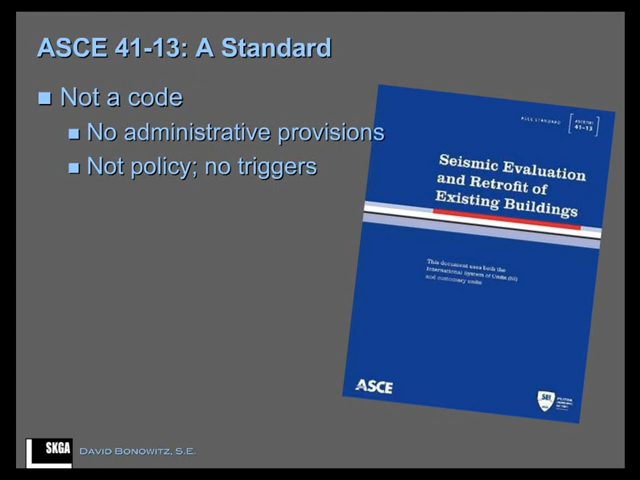 ASCE 41-13: A Standard
Not a code
No administrative provisions
Not policy; no triggers
ASCE STANDARD
ASCE/SEI
41-13
Seismic Evaluation
and Retrofit of
Existing Buildings
This document uses both the
International System of Units (SI)
and customary units
ASCE
SEI
SKGA
DAVID BONOWITZ, S.E.